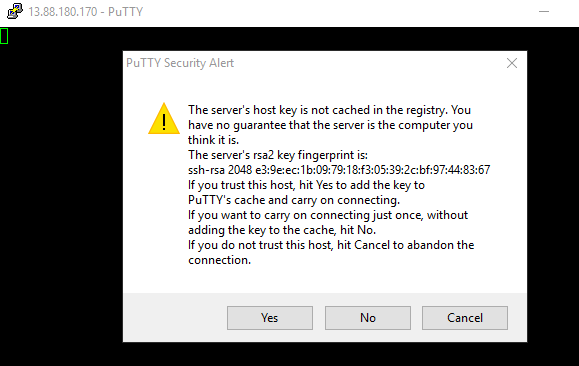 13.88.180.170 - PuTTY
PuTTY Security Alert
The server's host key is not cached in the registry. You
have no guarantee that the server is the computer you
think it is.
The server's rsa2 key fingerprint is:
ssh-rsa 2048 e3:9e:ec:1b:09:79:18:f3:05:39:2c:bf:97:44:83:67
If you trust this host, hit Yes to add the key to
PuTTY's cache and carry on connecting.
If you want to carry on connecting just once, without
adding the key to the cache, hit No.
If you do not trust this host, hit Cancel to abandon the
connection.
Yes No Cancel